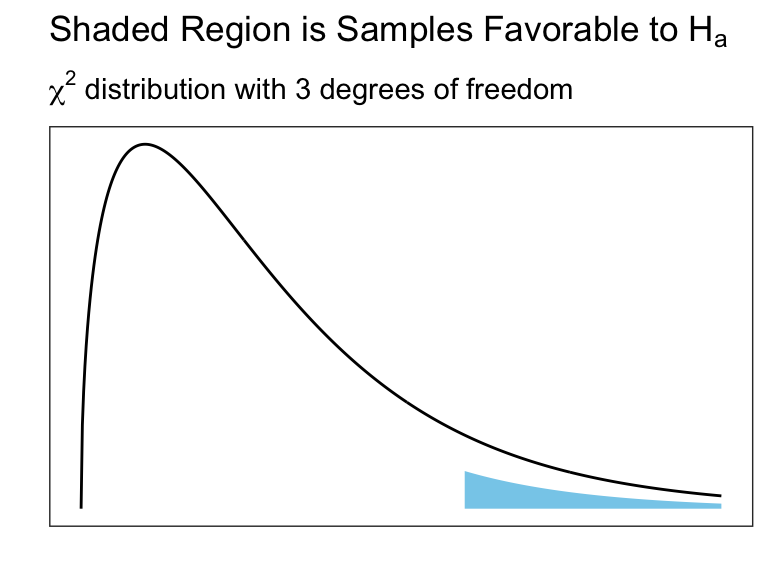 Shaded Region is Samples Favorable to Hₐ
χ² distribution with 3 degrees of freedom